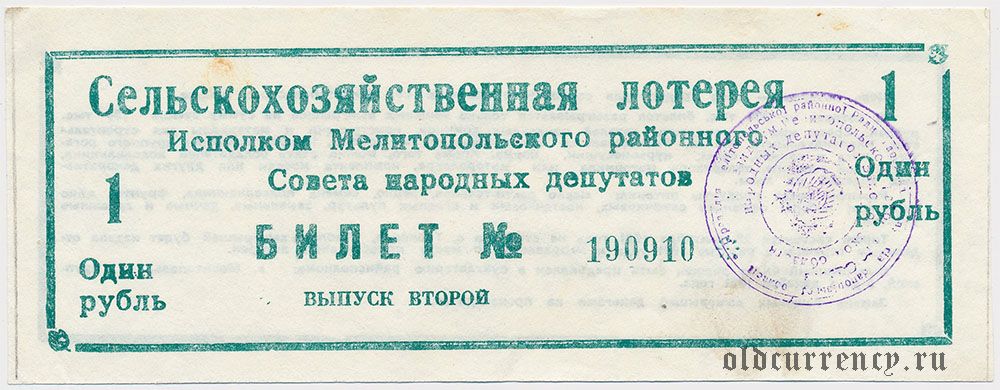 Сельскохозяйственная лотерея
1
Исполком Мелитопольского районного
Совета народных депутатов
1
Один
рубль
Один
рубль
БИЛЕТ № 190910
ВЫПУСК ВТОРОЙ
oldcurrency.ru